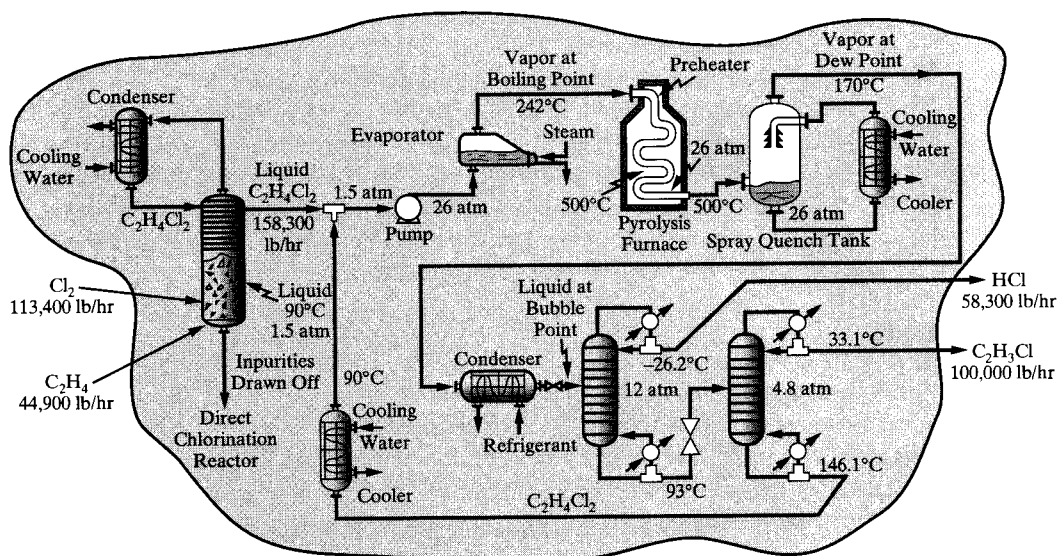 Condenser
Cooling
Water
C₂H₄Cl₂
Liquid
C₂H₄Cl₂
158,300
lb/hr
1.5 atm
Pump
26 atm
Evaporator
Vapor at
Boiling Point
242°C
Steam
Preheater
26 atm
500°C
500°C
Pyrolysis
Furnace
Vapor at
Dew Point
170°C
Cooling
Water
Cooler
26 atm
Spray Quench Tank
Cl₂
113,400 lb/hr
C₂H₄
44,900 lb/hr
Liquid
90°C
1.5 atm
Inpurities
Drawn Off
Direct
Chlorination
Reactor
90°C
Cooling
Water
Cooler
Condenser
Refrigerant
Liquid at
Bubble
Point
–26.2°C
12 atm
93°C
4.8 atm
33.1°C
146.1°C
C₂H₄Cl₂
HCl
58,300 lb/hr
C₂H₃Cl
100,000 lb/hr